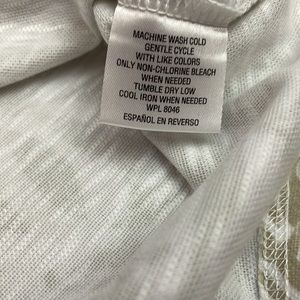 MACHINE WASH COLD
GENTLE CYCLE
WITH LIKE COLORS
ONLY NON-CHLORINE BLEACH
WHEN NEEDED
TUMBLE DRY LOW
COOL IRON WHEN NEEDED
WPL 8046
ESPAÑOL EN REVERSO